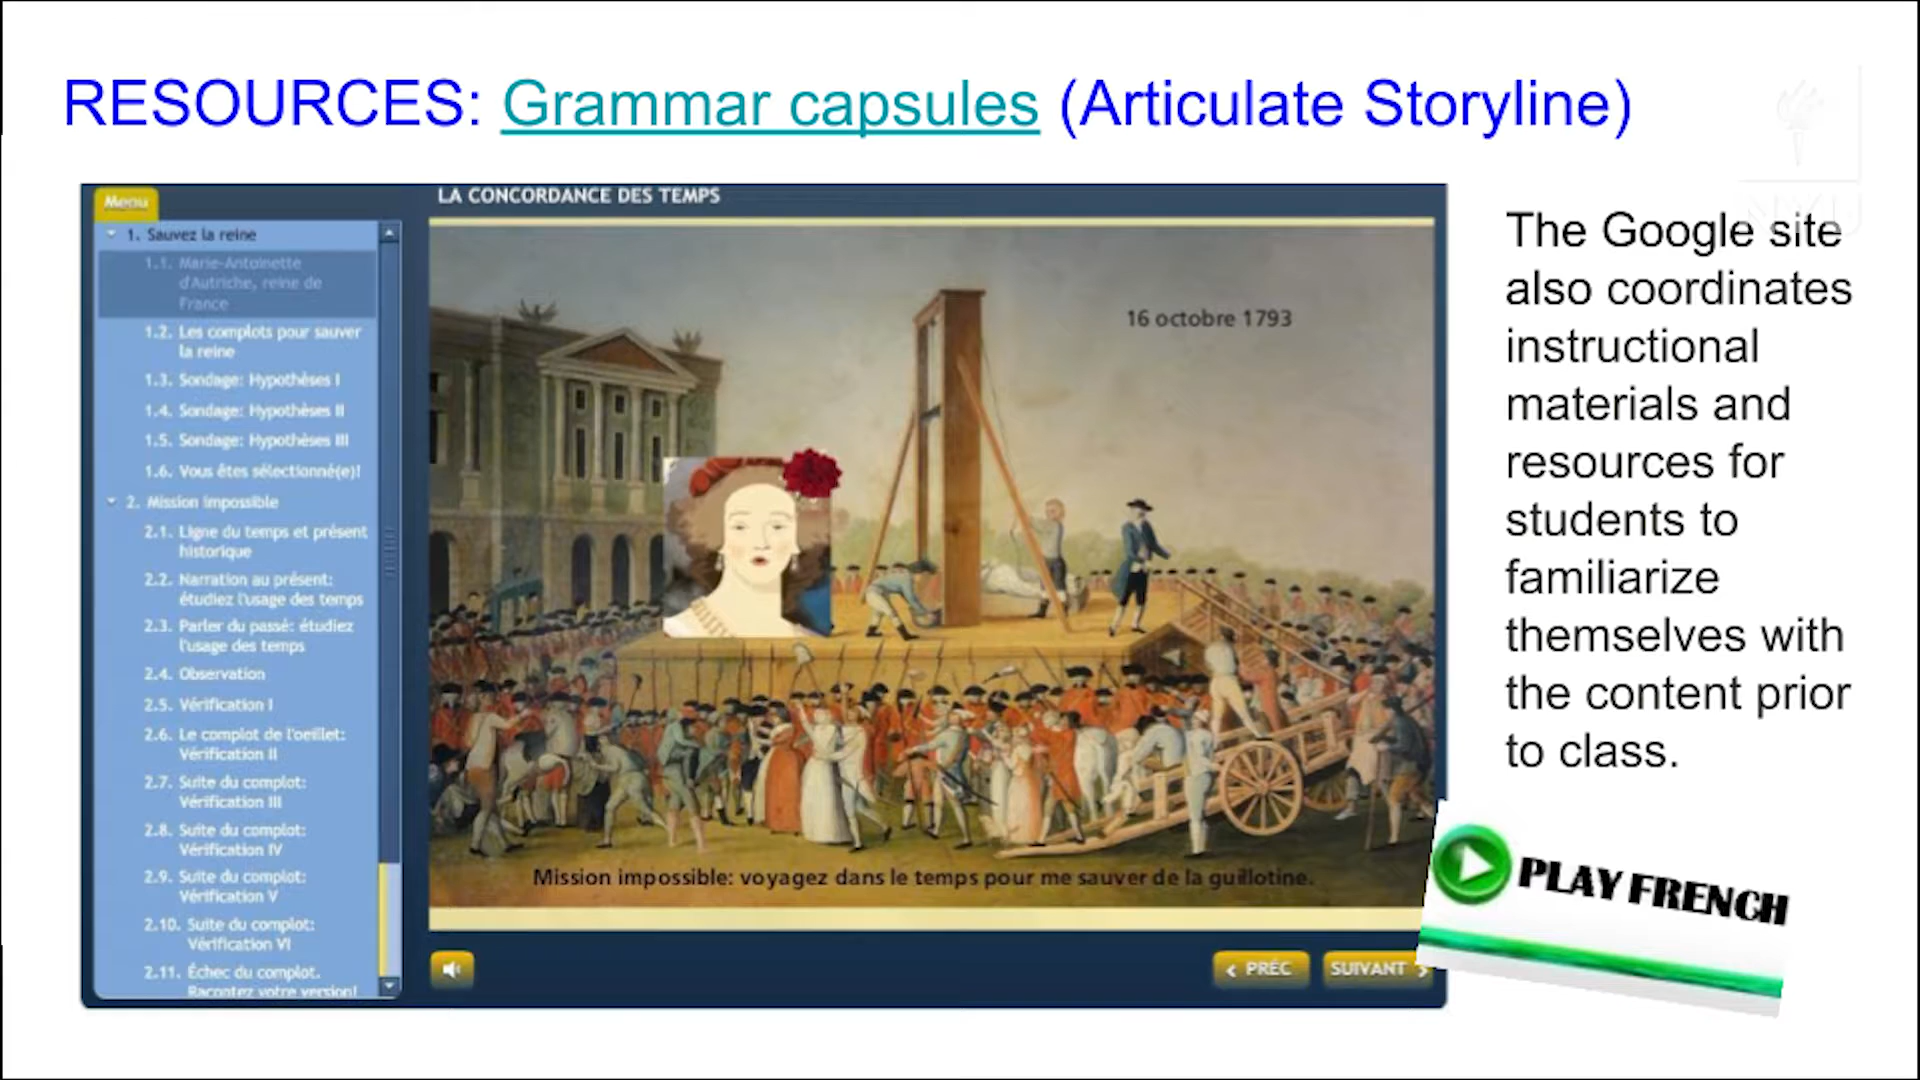 RESOURCES: Grammar capsules (Articulate Storyline)
Menu
1. Sauvez la reine
1.1. Marie-Antoinette
d'Autriche, reine de
France
1.2. Les complots pour sauver
la reine
1.3. Sondage: Hypothèses I
1.4. Sondage: Hypothèses II
1.5. Sondage: Hypothèses III
1.6. Vous êtes sélectionné(e)!
2. Mission impossible
2.1. Ligne du temps et présent
historique
2.2. Narration au présent:
étudiez l'usage des temps
2.3. Parler du passé: étudiez
l'usage des temps
2.4. Observation
2.5. Vérification I
2.6. Le complot de l'oeillet:
Vérification II
2.7. Suite du complot:
Vérification III
2.8. Suite du complot:
Vérification IV
2.9. Suite du complot:
Vérification V
2.10. Suite du complot:
Vérification VI
2.11. Échec du complot.
Racontez votre version!
LA CONCORDANCE DES TEMPS
16 octobre 1793
Mission impossible: voyagez dans le temps pour me sauver de la guillotine.
PRÉC
SUIVANT
The Google site
also coordinates
instructional
materials and
resources for
students to
familiarize
themselves with
the content prior
to class.
PLAY FRENCH
NYU